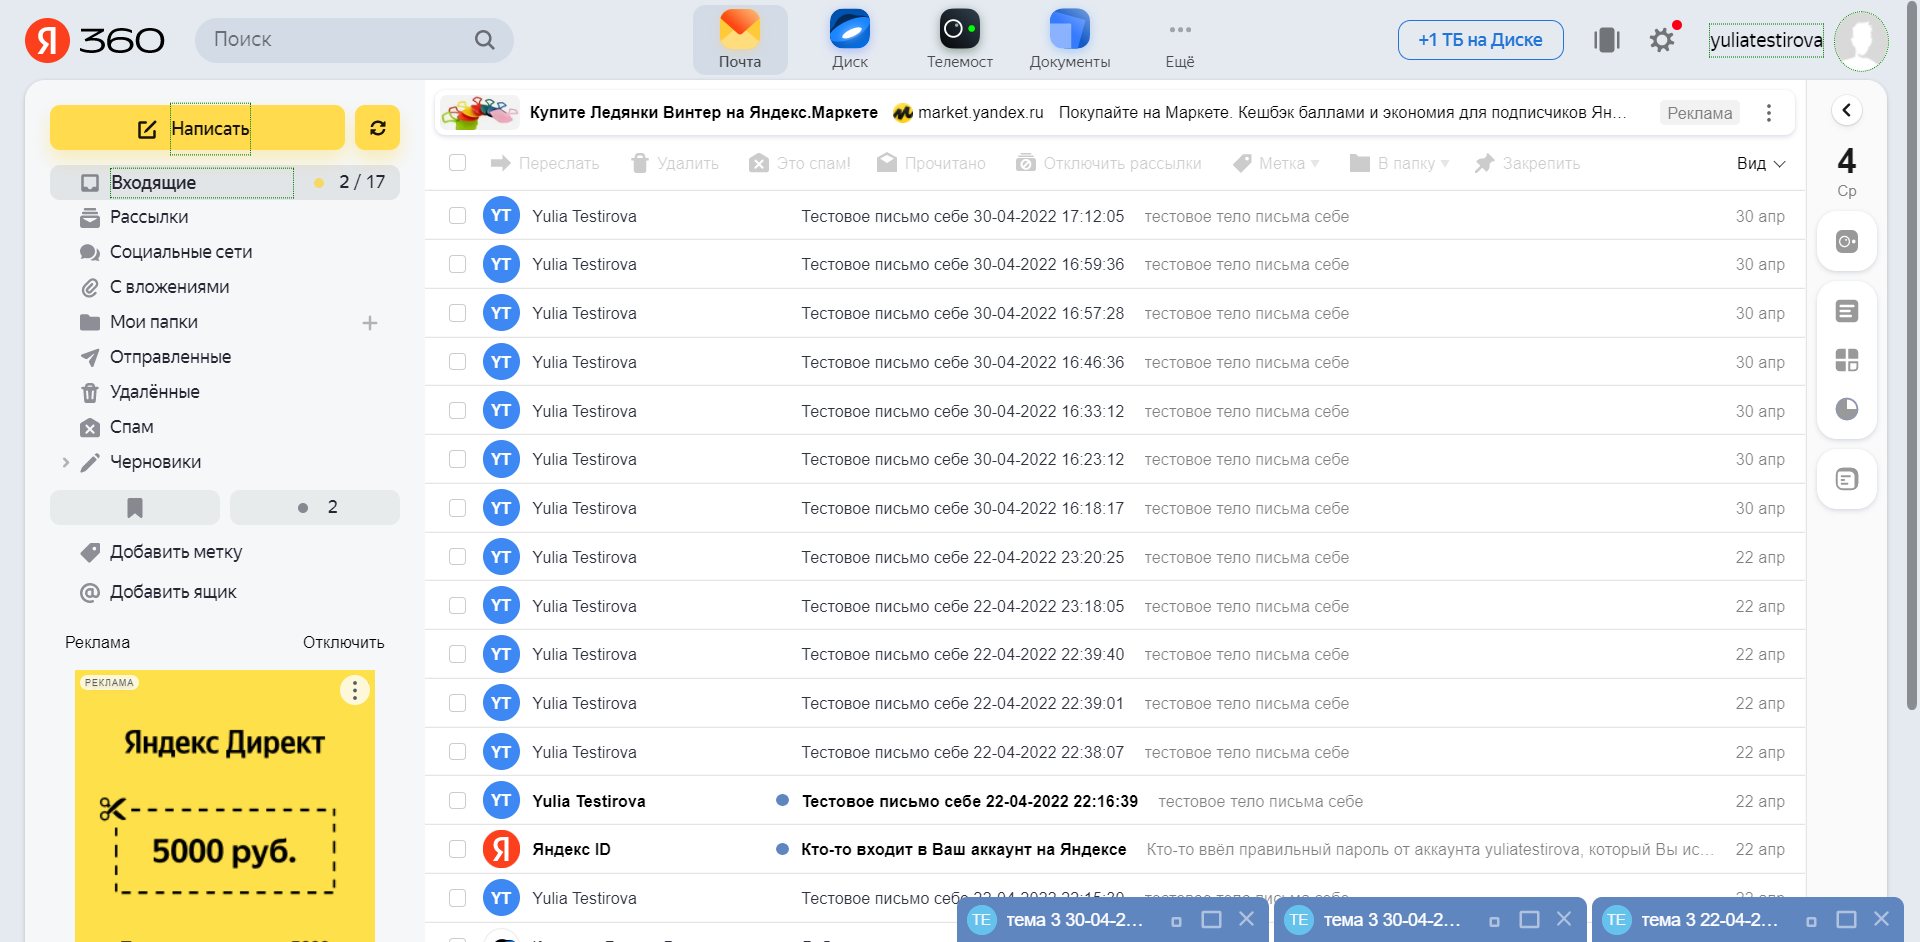 Я 360
Поиск
Почта
Диск
Телемост
Документы
Ещё
+1 ТБ на Диске
yuliatestirova
Написать
Входящие 2 / 17
Рассылки
Социальные сети
С вложениями
Мои папки
Отправленные
Удалённые
Спам
Черновики
2
Добавить метку
Добавить ящик
Реклама Отключить
РЕКЛАМА
Яндекс Директ
5000 руб.
Купите Ледянки Винтер на Яндекс.Маркете market.yandex.ru Покупайте на Маркете. Кешбэк баллами и экономия для подписчиков Ян... Реклама
Переслать Удалить Это спам! Прочитано Отключить рассылки Метка В папку Закрепить Вид
YT Yulia Testirova Тестовое письмо себе 30-04-2022 17:12:05 тестовое тело письма себе 30 апр
YT Yulia Testirova Тестовое письмо себе 30-04-2022 16:59:36 тестовое тело письма себе 30 апр
YT Yulia Testirova Тестовое письмо себе 30-04-2022 16:57:28 тестовое тело письма себе 30 апр
YT Yulia Testirova Тестовое письмо себе 30-04-2022 16:46:36 тестовое тело письма себе 30 апр
YT Yulia Testirova Тестовое письмо себе 30-04-2022 16:33:12 тестовое тело письма себе 30 апр
YT Yulia Testirova Тестовое письмо себе 30-04-2022 16:23:12 тестовое тело письма себе 30 апр
YT Yulia Testirova Тестовое письмо себе 30-04-2022 16:18:17 тестовое тело письма себе 30 апр
YT Yulia Testirova Тестовое письмо себе 22-04-2022 23:20:25 тестовое тело письма себе 22 апр
YT Yulia Testirova Тестовое письмо себе 22-04-2022 23:18:05 тестовое тело письма себе 22 апр
YT Yulia Testirova Тестовое письмо себе 22-04-2022 22:39:40 тестовое тело письма себе 22 апр
YT Yulia Testirova Тестовое письмо себе 22-04-2022 22:39:01 тестовое тело письма себе 22 апр
YT Yulia Testirova Тестовое письмо себе 22-04-2022 22:38:07 тестовое тело письма себе 22 апр
YT Yulia Testirova Тестовое письмо себе 22-04-2022 22:16:39 тестовое тело письма себе 22 апр
Я Яндекс ID Кто-то входит в Ваш аккаунт на Яндексе Кто-то ввёл правильный пароль от аккаунта yuliatestirova, который Вы ис... 22 апр
YT Yulia Testirova Тестовое письмо себе
TE тема 3 30-04-2...
TE тема 3 30-04-2...
TE тема 3 22-04-2...
4
Ср